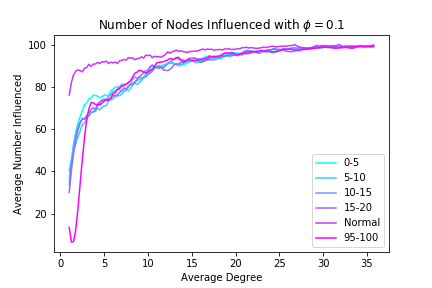 Number of Nodes Influenced with ϕ = 0.1
Average Number Influenced
100
80
60
40
20
0 5 10 15 20 25 30 35
Average Degree
0-5
5-10
10-15
15-20
Normal
95-100